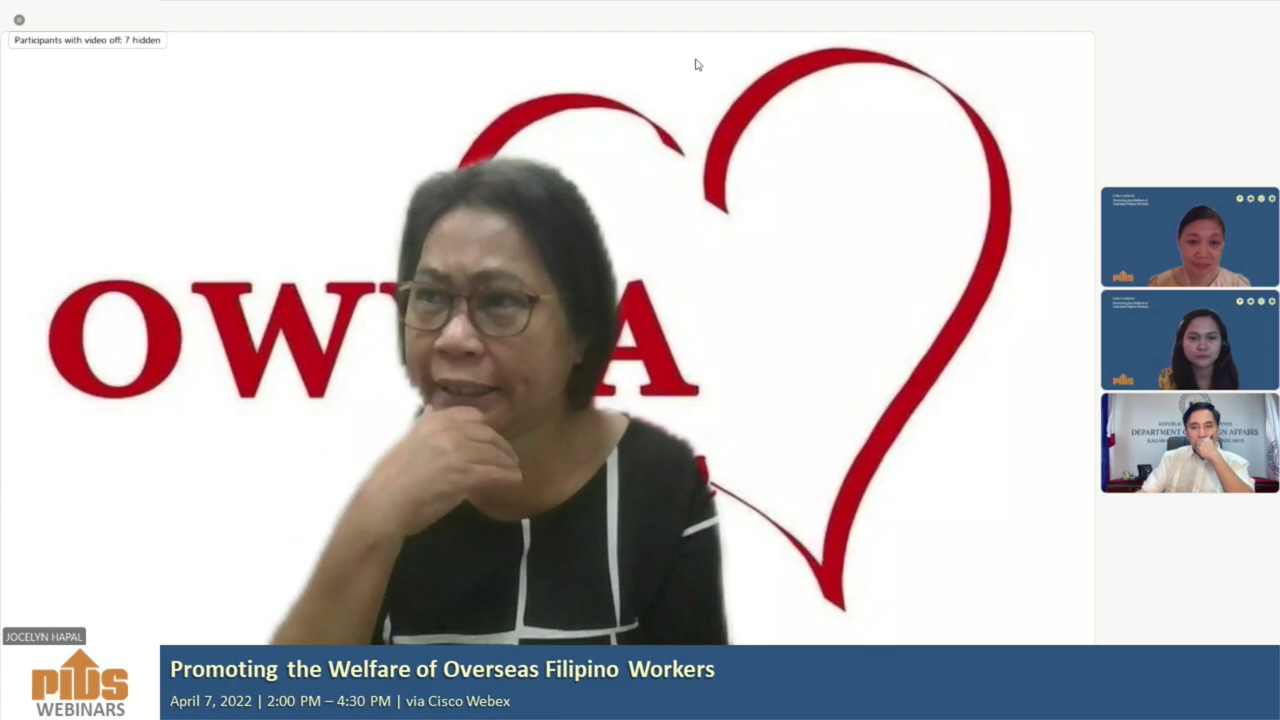 Participants with video off: 7 hidden
OWWA
DEPARTMENT OF FOREIGN AFFAIRS
JOCELYN HAPAL
PIDS
WEBINARS
Promoting the Welfare of Overseas Filipino Workers
April 7, 2022 | 2:00 PM – 4:30 PM | via Cisco Webex